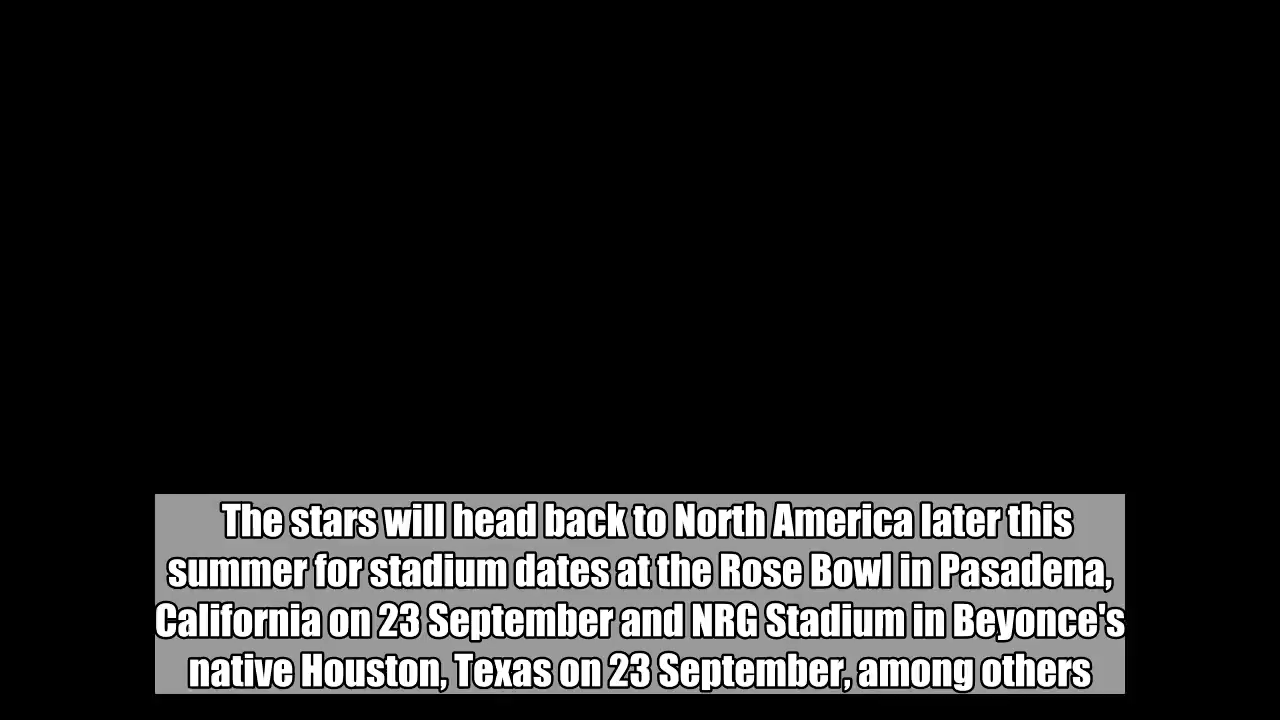 The stars will head back to North America later this
summer for stadium dates at the Rose Bowl in Pasadena,
California on 23 September and NRG Stadium in Beyonce's
native Houston, Texas on 23 September, among others